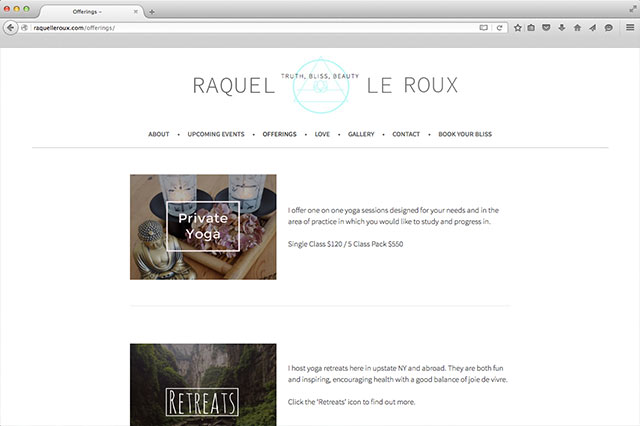 Offerings –
raquelleroux.com/offerings/
RAQUEL TRUTH, BLISS, BEAUTY LE ROUX
ABOUT • UPCOMING EVENTS • OFFERINGS • LOVE • GALLERY • CONTACT • BOOK YOUR BLISS
Private
Yoga
I offer one on one yoga sessions designed for your needs and in the
area of practice in which you would like to study and progress in.
Single Class $120 / 5 Class Pack $550
RETREATS
I host yoga retreats here in upstate NY and abroad. They are both fun
and inspiring, encouraging health with a good balance of joie de vivre.
Click the 'Retreats' icon to find out more.